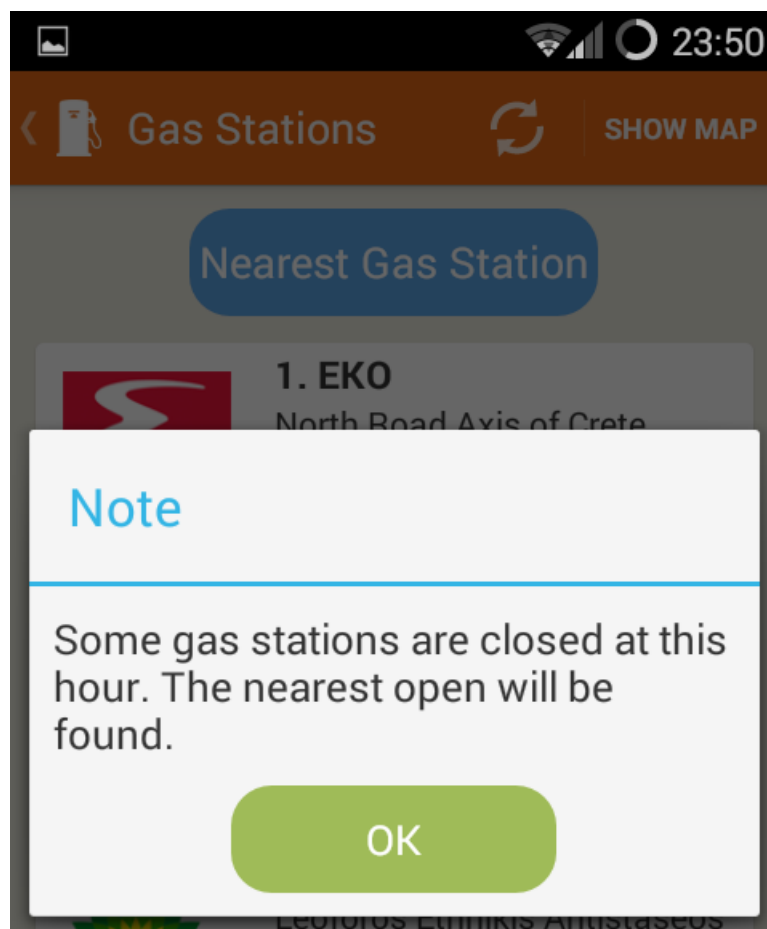 23:50
Gas Stations
SHOW MAP
Nearest Gas Station
1. EKO
North Road Axis of Crete
Note
Some gas stations are closed at this
hour. The nearest open will be
found.
OK
Leoforos Ethnikis Antistaseos